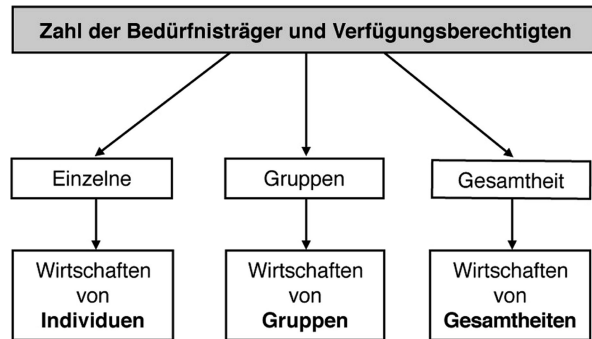 Zahl der Bedürfnisträger und Verfügungsberechtigten
Einzelne
Gruppen
Gesamtheit
Wirtschaften
von
Individuen
Wirtschaften
von
Gruppen
Wirtschaften
von
Gesamtheiten